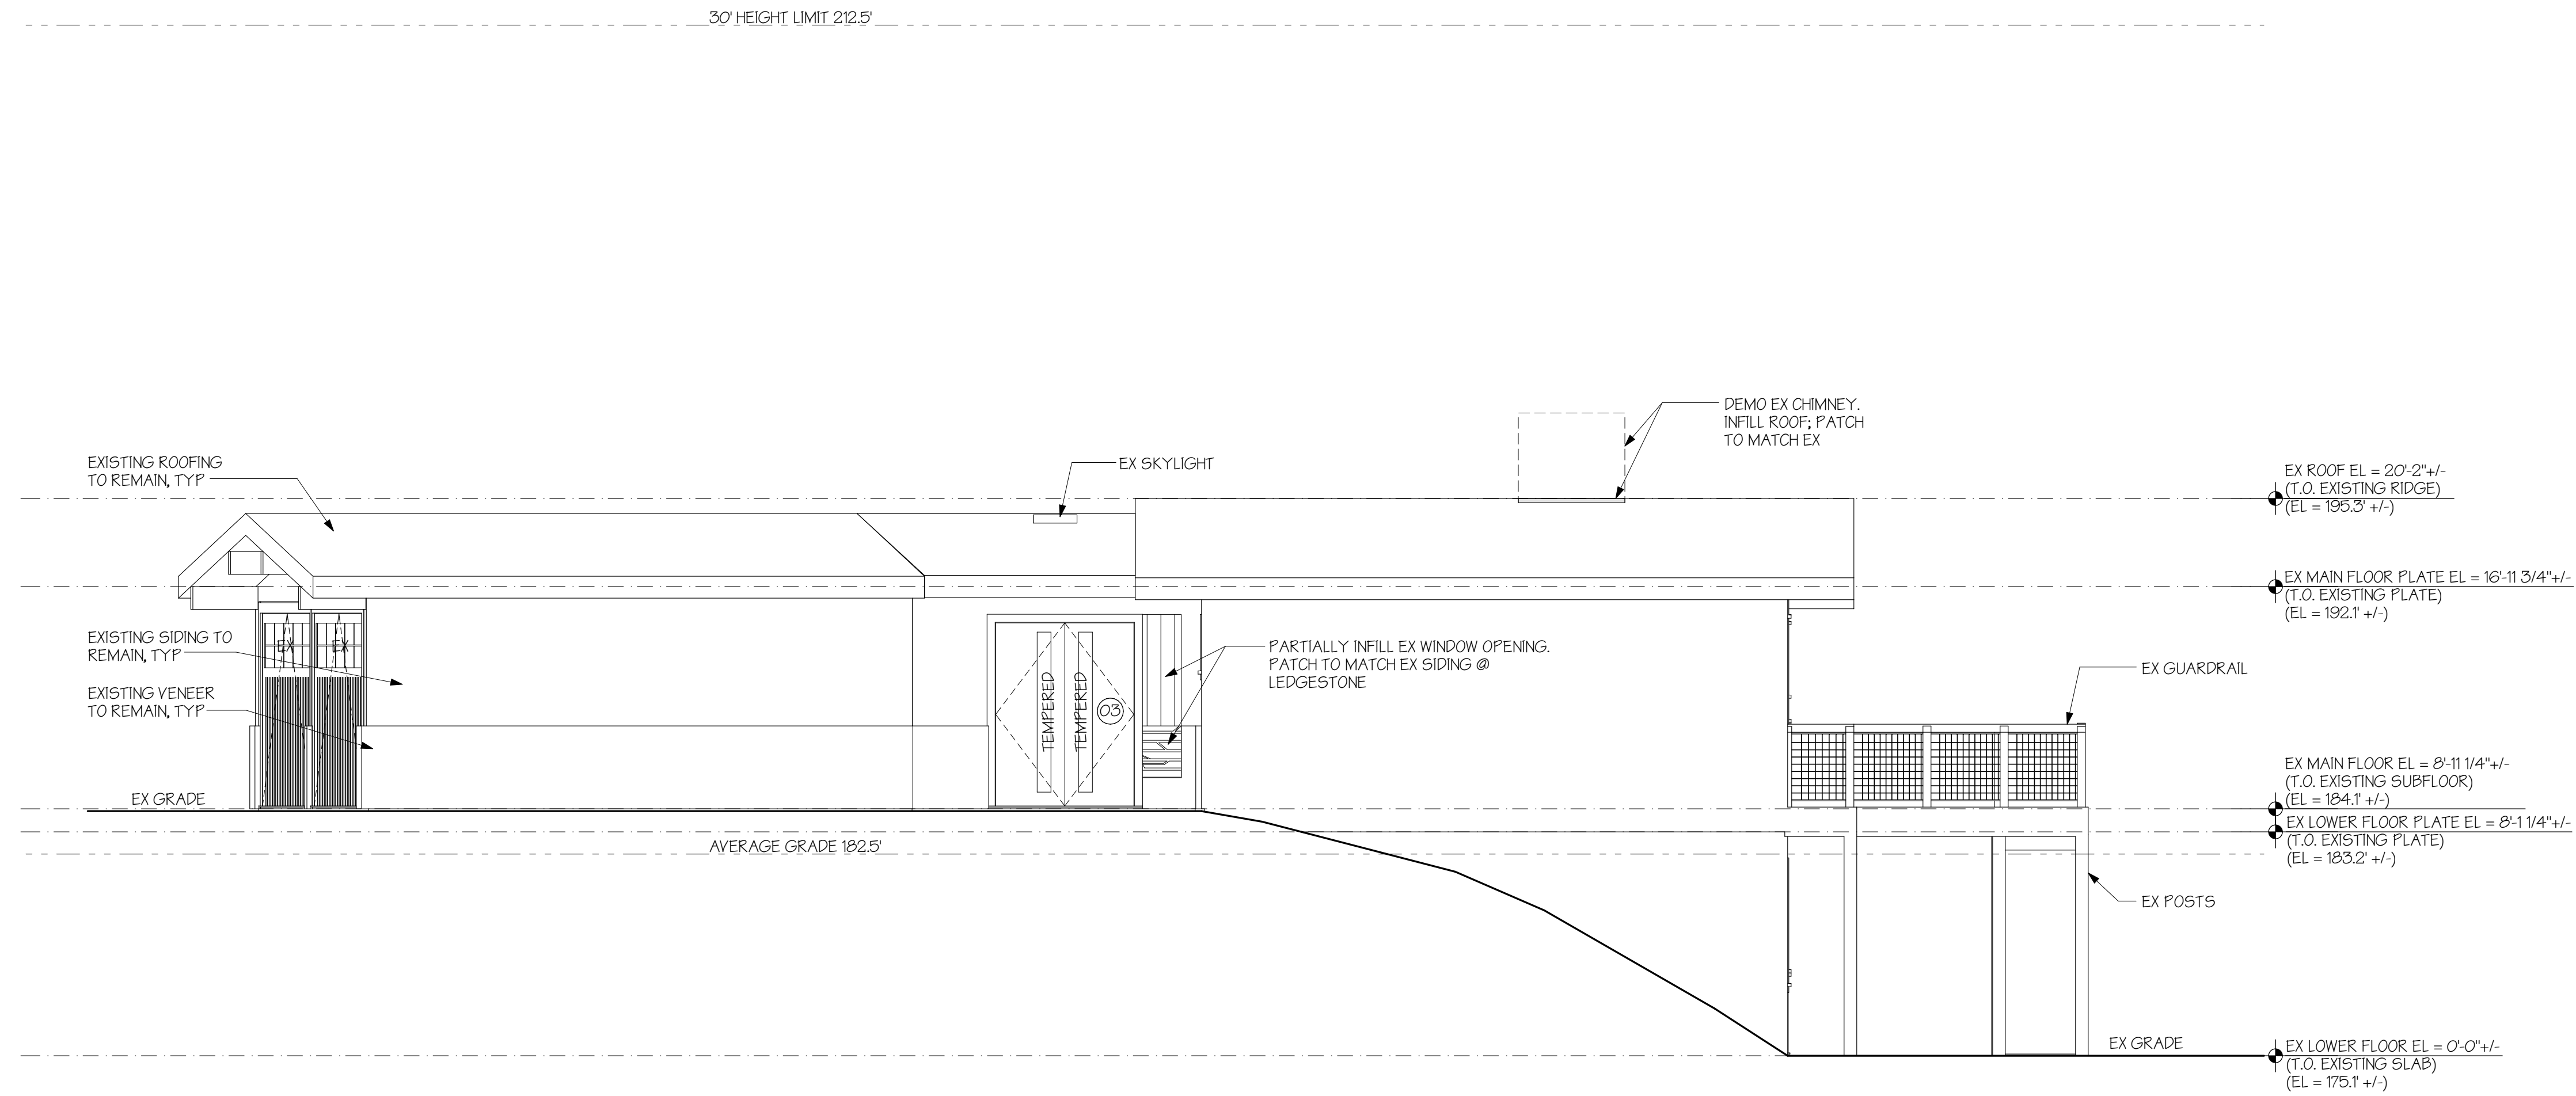 30' HEIGHT LIMIT 212.5'
DEMO EX CHIMNEY.
INFILL ROOF; PATCH
TO MATCH EX
EXISTING ROOFING
TO REMAIN, TYP
EX SKYLIGHT
EX ROOF EL = 20'-2"+/-
(T.O. EXISTING RIDGE)
(EL = 195.3' +/-)
EX MAIN FLOOR PLATE EL = 16'-11 3/4"+/-
(T.O. EXISTING PLATE)
(EL = 192.1' +/-)
EXISTING SIDING TO
REMAIN, TYP
EX
EX
EXISTING VENEER
TO REMAIN, TYP
TEMPERED
TEMPERED
03
PARTIALLY INFILL EX WINDOW OPENING.
PATCH TO MATCH EX SIDING @
LEDGESTONE
EX GUARDRAIL
EX MAIN FLOOR EL = 8'-11 1/4"+/-
(T.O. EXISTING SUBFLOOR)
(EL = 184.1' +/-)
EX GRADE
EX LOWER FLOOR PLATE EL = 8'-1 1/4"+/-
(T.O. EXISTING PLATE)
(EL = 183.2' +/-)
AVERAGE GRADE 182.5'
EX POSTS
EX GRADE
EX LOWER FLOOR EL = 0'-0"+/-
(T.O. EXISTING SLAB)
(EL = 175.1' +/-)